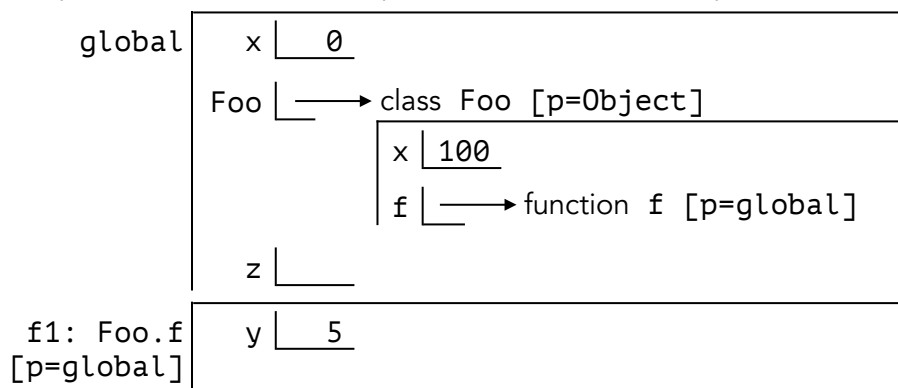 global x 0
Foo class Foo [p=Object]
x 100
f function f [p=global]
z
f1: Foo.f y 5
[p=global]